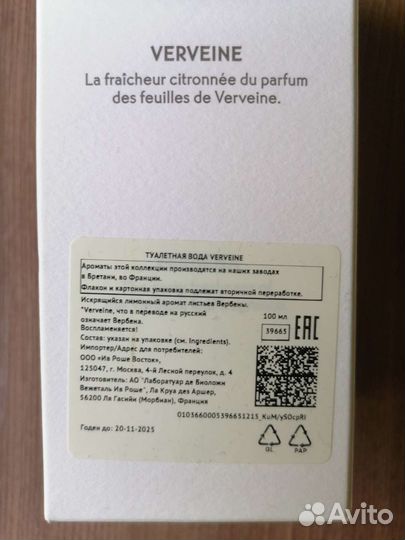 VERVEINE
La fraîcheur citronnée du parfum
des feuilles de Verveine.
ТУАЛЕТНАЯ ВОДА VERVEINE
Ароматы этой коллекции производятся на наших заводах
в Бретани, во Франции.
Флакон и картонная упаковка подлежат вторичной переработке.
Искрящийся лимонный аромат листьев Вербены.
*Verveine, что в переводе на русский
означает Вербена.
Воспламеняется!
Состав: указан на упаковке (см. Ingredients).
Импортер/Адрес для потребителей:
ООО «Ив Роше Восток»,
125047, г. Москва, 4-й Лесной переулок, д. 4
Изготовитель: АО "Лаборатуар де Биоложи
Вежеталь Ив Роше", Ла Круа дез Аршер,
56200 Ля Гасийи (Морбиан), Франция
100 мл
39663
EAC
Годен до: 20-11-2025
GL
PAP
Avito